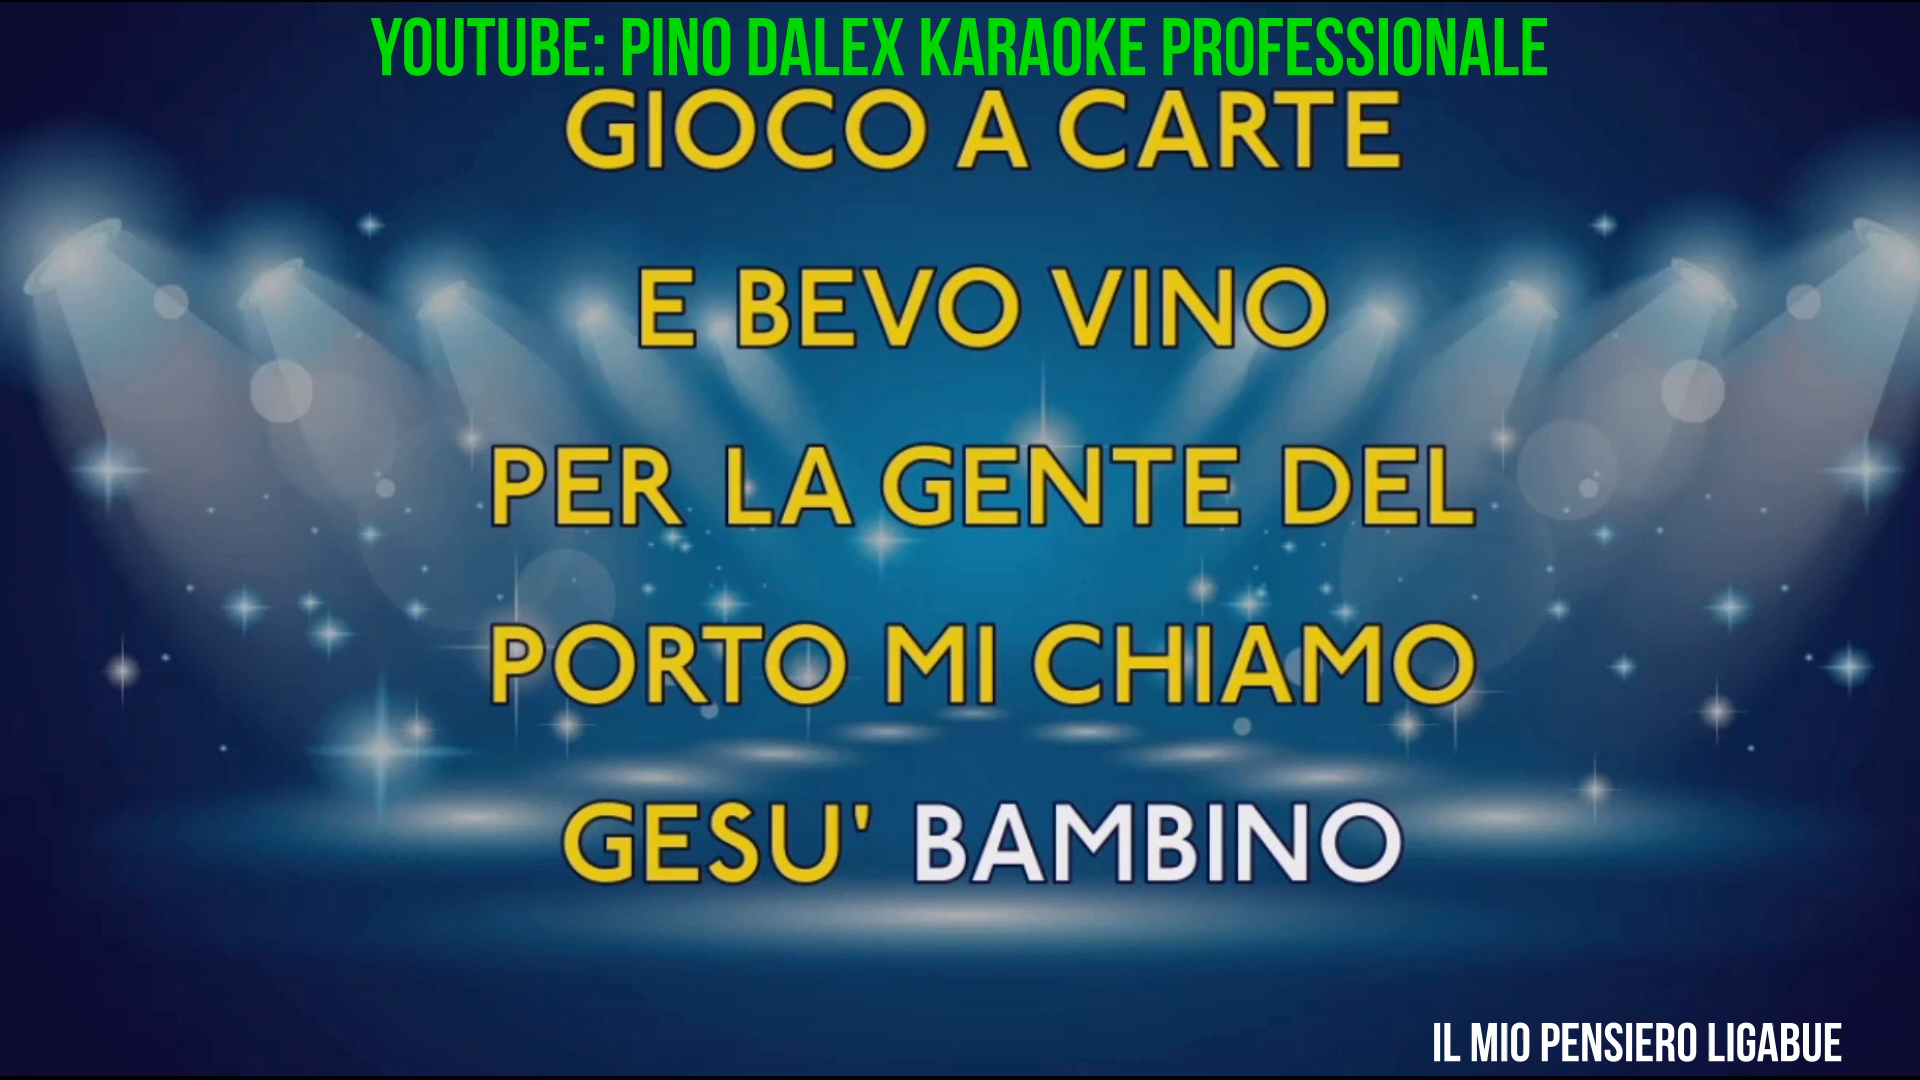 YOUTUBE: PINO DALEX KARAOKE PROFESSIONALE
GIOCO A CARTE
E BEVO VINO
PER LA GENTE DEL
PORTO MI CHIAMO
GESU' BAMBINO
IL MIO PENSIERO LIGABUE